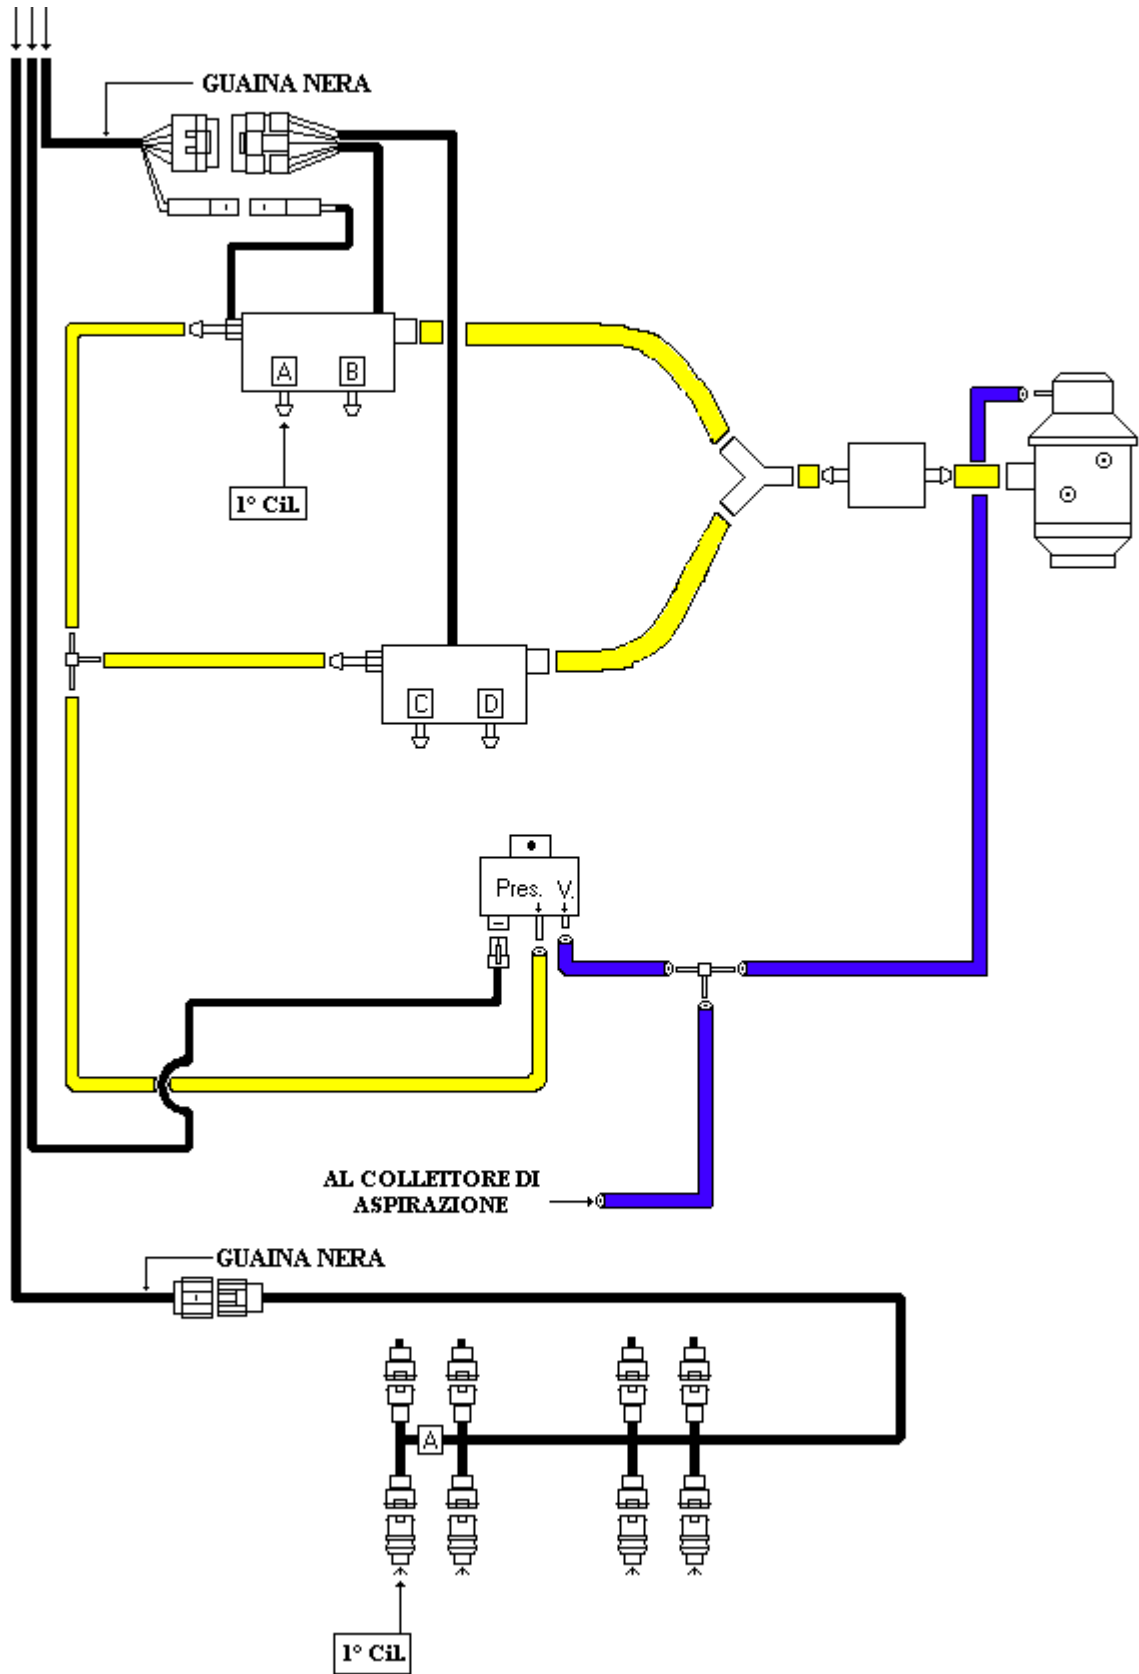 GUAINA NERA
A B
1° Cil.
C D
Pres. V.
AL COLLETTORE DI
ASPIRAZIONE
GUAINA NERA
A
1° Cil.